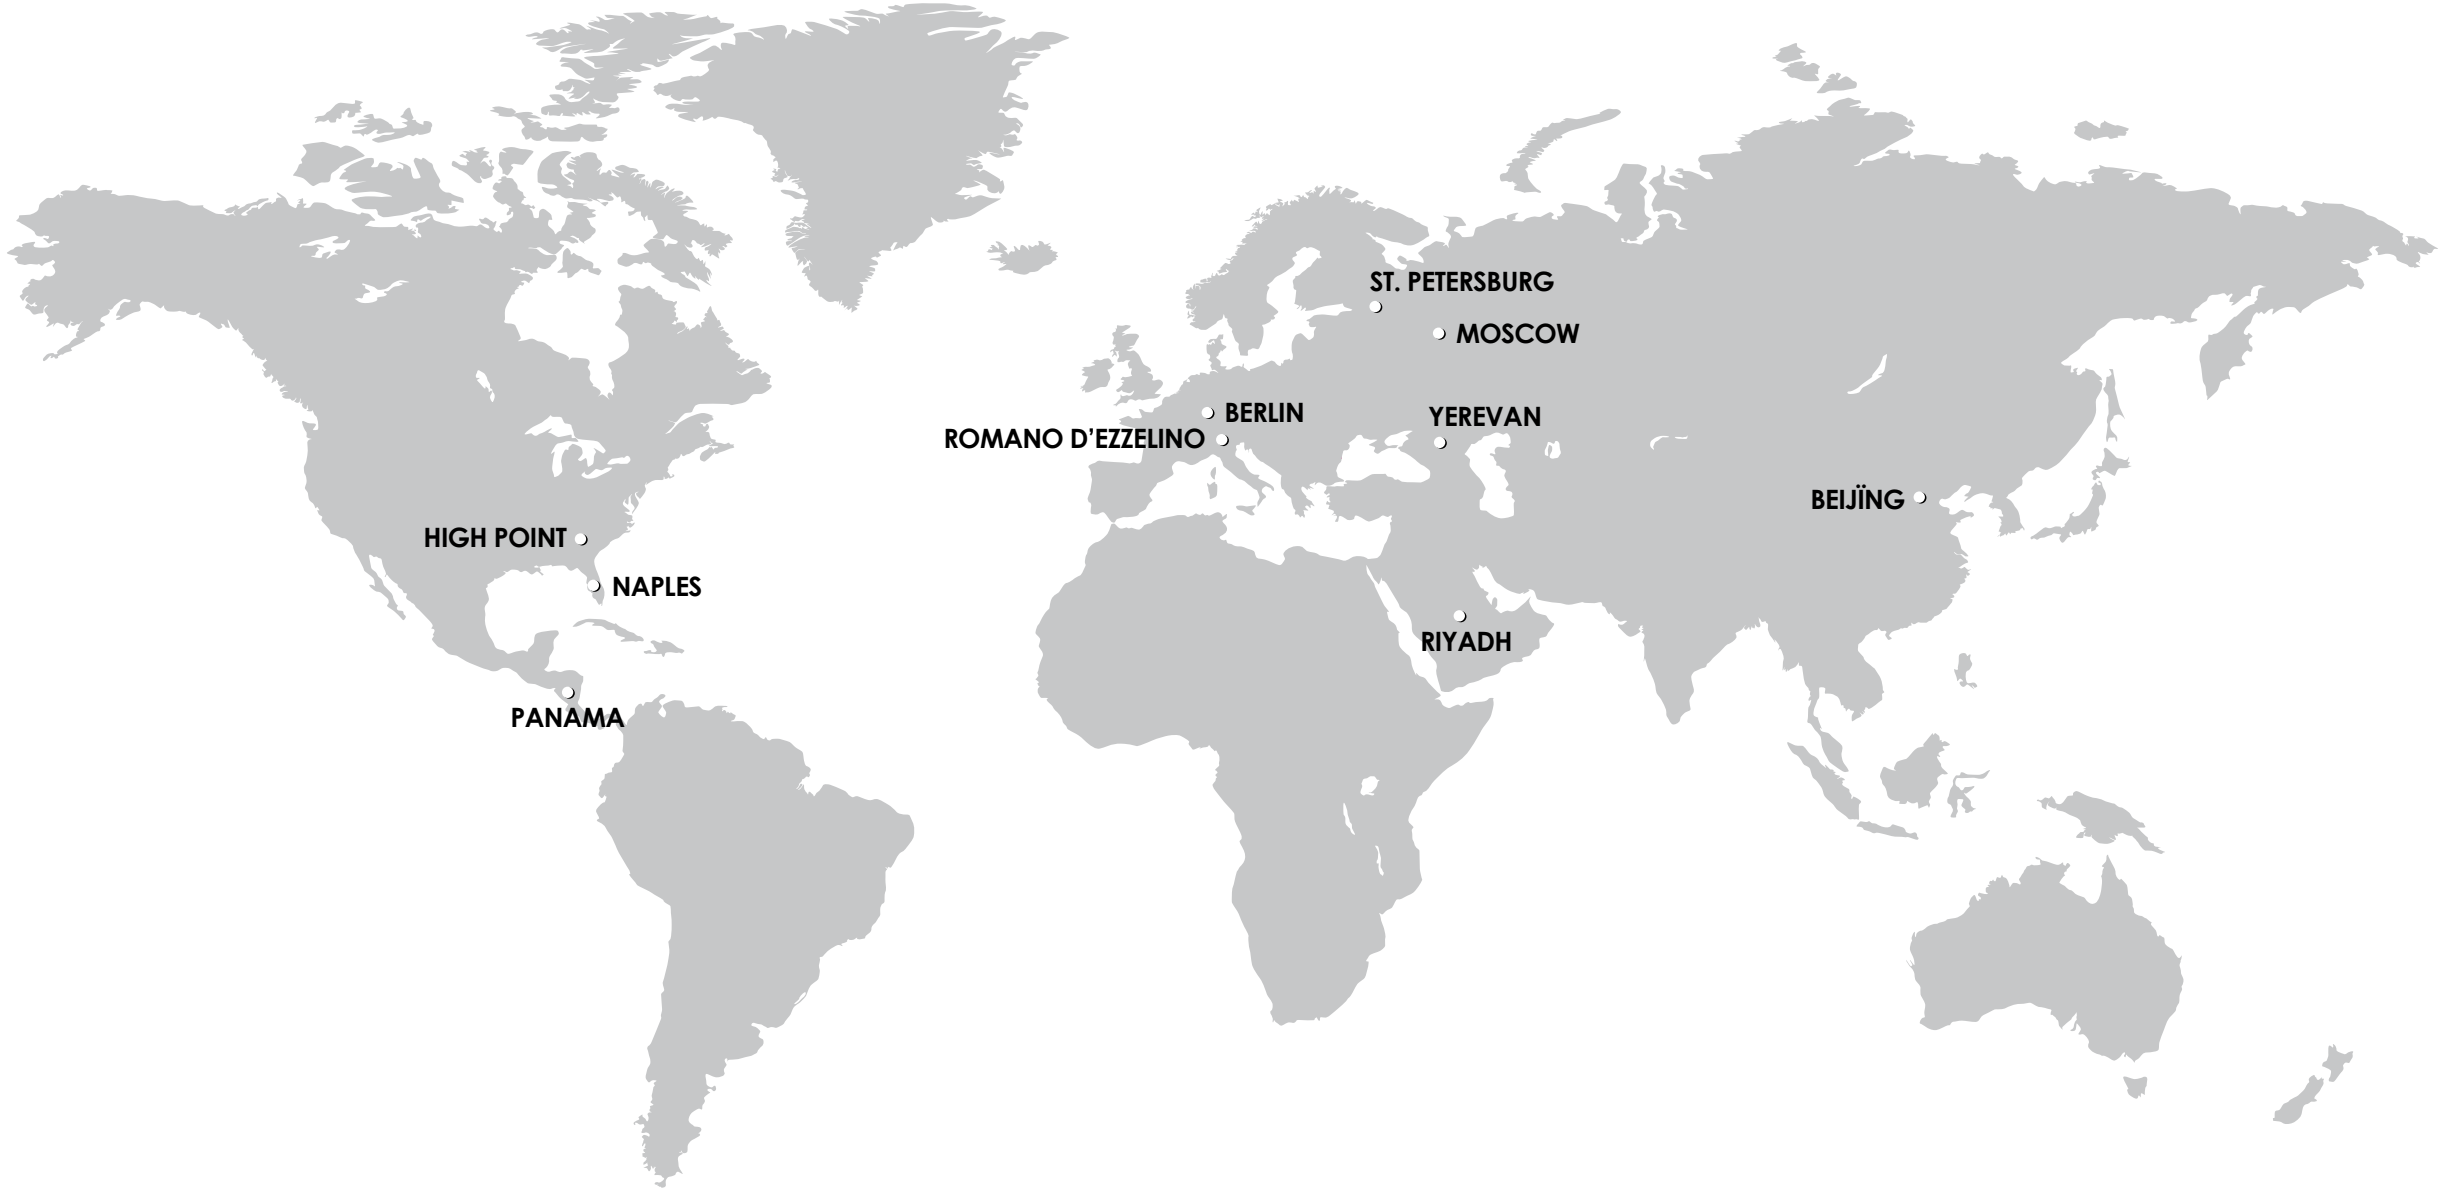 ST. PETERSBURG
MOSCOW
BERLIN
YEREVAN
ROMANO D’EZZELINO
BEIJÏNG
HIGH POINT
NAPLES
RIYADH
PANAMA